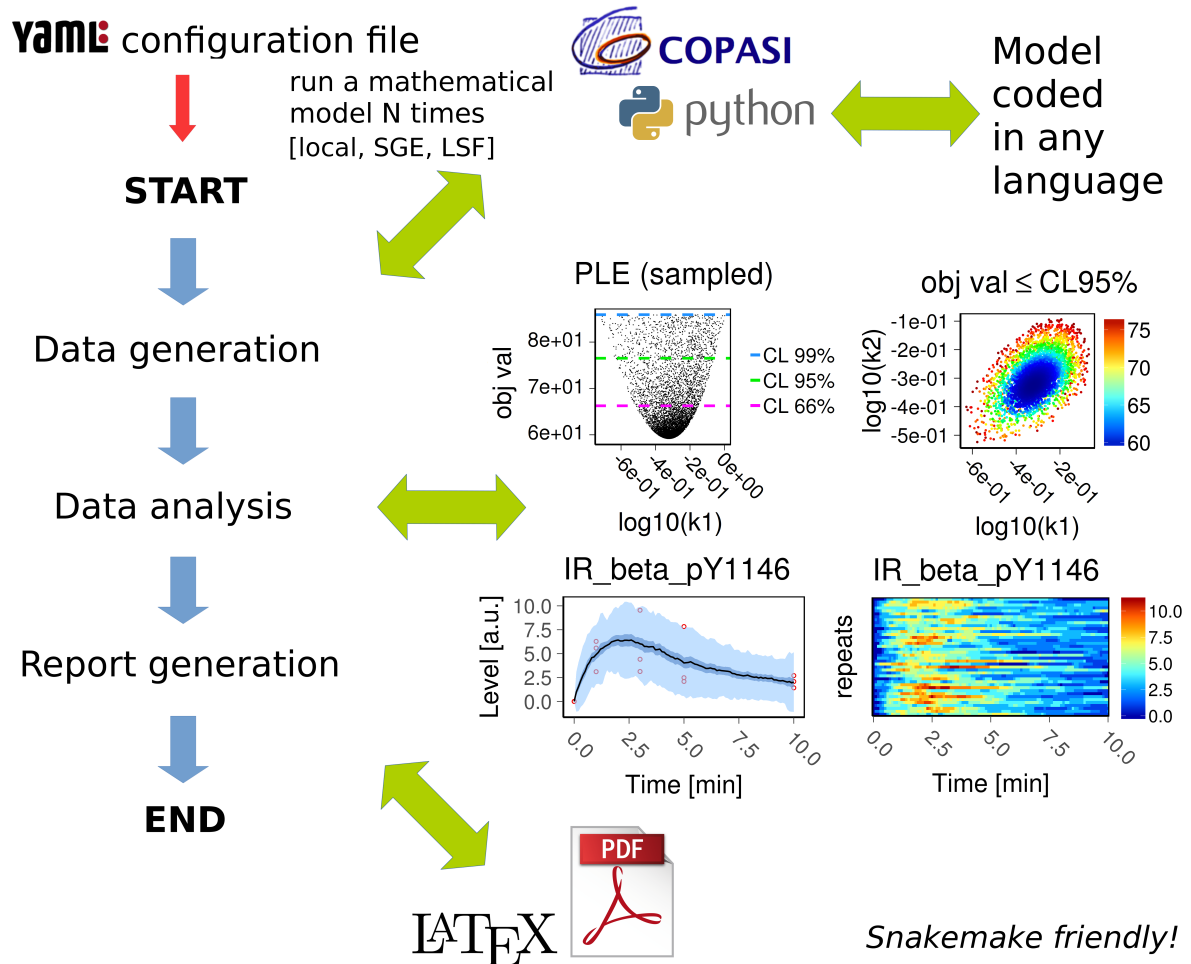 YAML: configuration file
run a mathematical
model N times
[local, SGE, LSF]
COPASI
python
Model
coded
in any
language
START
Data generation
Data analysis
Report generation
END
PLE (sampled)
obj val
8e+01
7e+01
6e+01
-6e-01
-4e-01
-2e-01
0e+00
log10(k1)
CL 99%
CL 95%
CL 66%
obj val ≤ CL95%
log10(k2)
-1e-01
-2e-01
-3e-01
-4e-01
-5e-01
-6e-01
-4e-01
-2e-01
log10(k1)
75
70
65
60
IR_beta_pY1146
Level [a.u.]
10.0
7.5
5.0
2.5
0.0
0.0
2.5
5.0
7.5
10.0
Time [min]
IR_beta_pY1146
repeats
0.0
2.5
5.0
7.5
10.0
Time [min]
10.0
7.5
5.0
2.5
0.0
LATEX
PDF
Snakemake friendly!